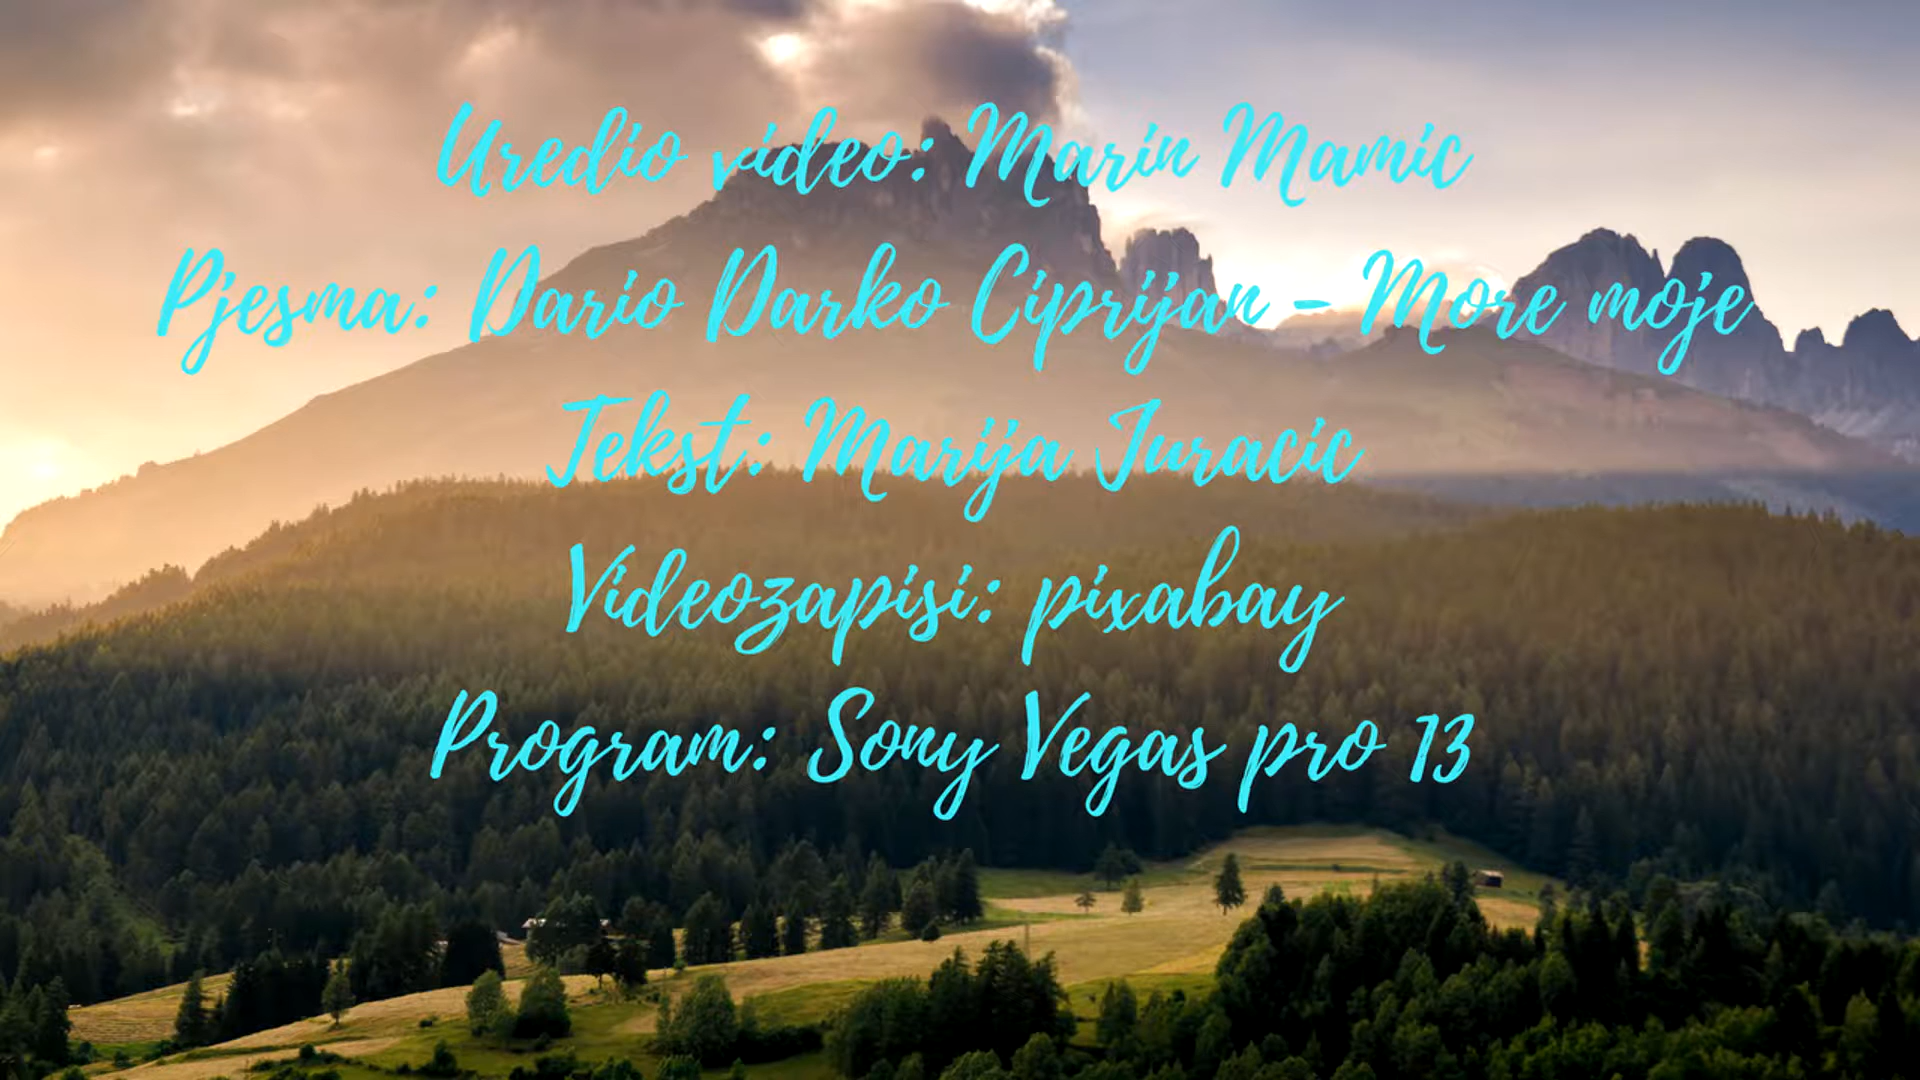 Uredio video: Marin Mamic
Pjesma: Dario Darko Ciprijan - More moje
Tekst: Marija Juracic
Videozapisi: pixabay
Program: Sony Vegas pro 13